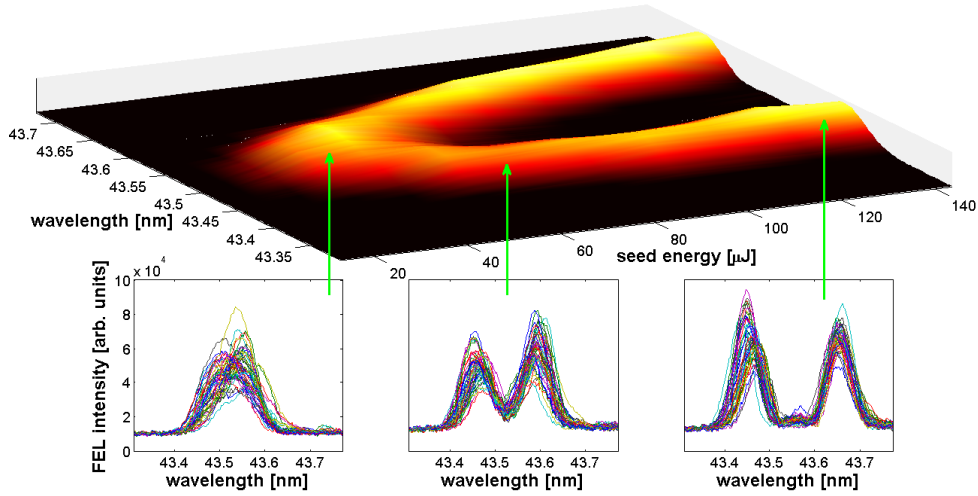 43.7
43.65
43.6
43.55
43.5
43.45
43.4
43.35
wavelength [nm]
20
40
60
80
100
120
140
seed energy [μJ]
x 10⁴
10
8
6
4
2
0
FEL intensity [arb. units]
43.4 43.5 43.6 43.7
wavelength [nm]
43.4 43.5 43.6 43.7
wavelength [nm]
43.4 43.5 43.6 43.7
wavelength [nm]